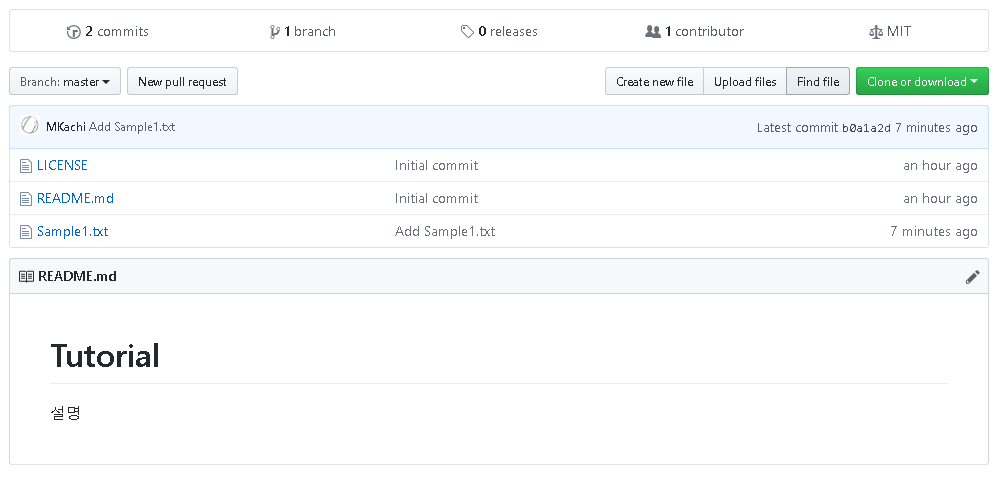 2 commits 1 branch 0 releases 1 contributor MIT
Branch: master New pull request Create new file Upload files Find file Clone or download
MKachi Add Sample1.txt Latest commit b0a1a2d 7 minutes ago
LICENSE Initial commit an hour ago
README.md Initial commit an hour ago
Sample1.txt Add Sample1.txt 7 minutes ago
README.md
Tutorial
설명